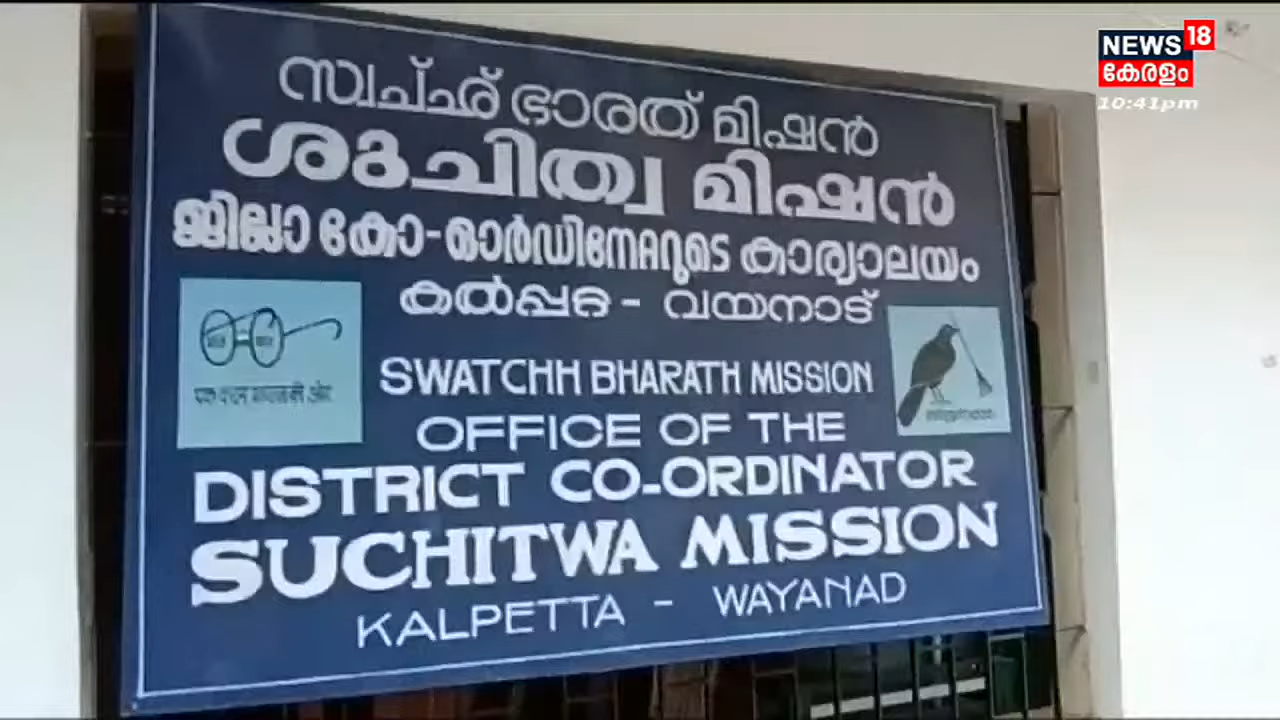 NEWS 18
കേരളം
10:41pm
സ്വച്ഛ് ഭാരത് മിഷൻ
ശുചിത്വ മിഷൻ
ജില്ലാ കോ-ഓർഡിനേറ്ററുടെ കാര്യാലയം
കൽപ്പറ്റ - വയനാട്
SWATCHH BHARATH MISSION
OFFICE OF THE
DISTRICT CO-ORDINATOR
SUCHITWA MISSION
KALPETTA - WAYANAD